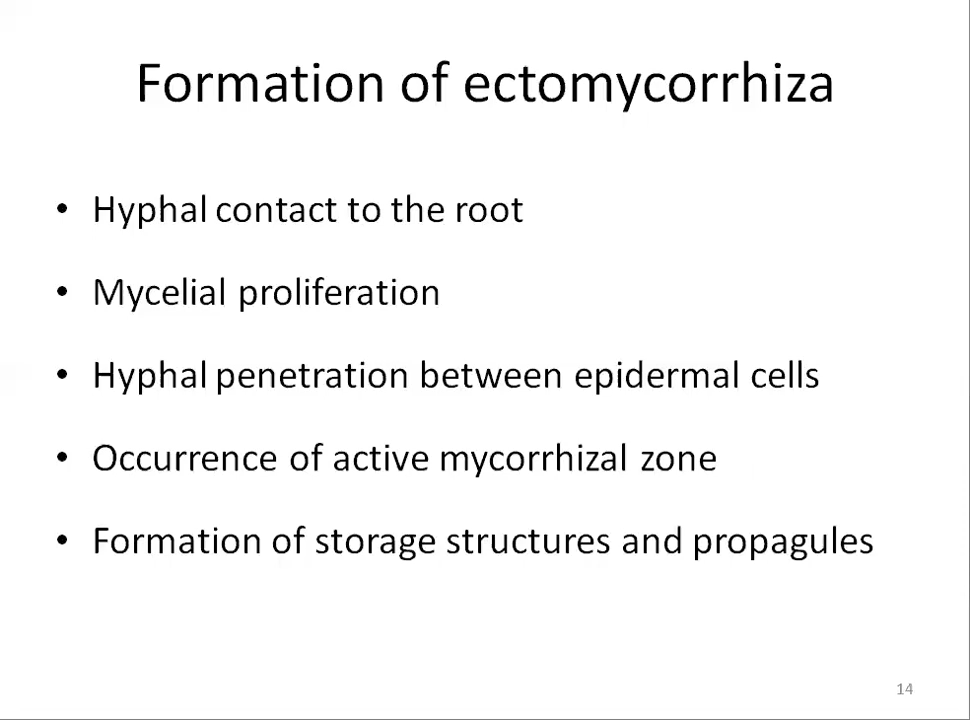 Formation of ectomycorrhiza
• Hyphal contact to the root
• Mycelial proliferation
• Hyphal penetration between epidermal cells
• Occurrence of active mycorrhizal zone
• Formation of storage structures and propagules
14